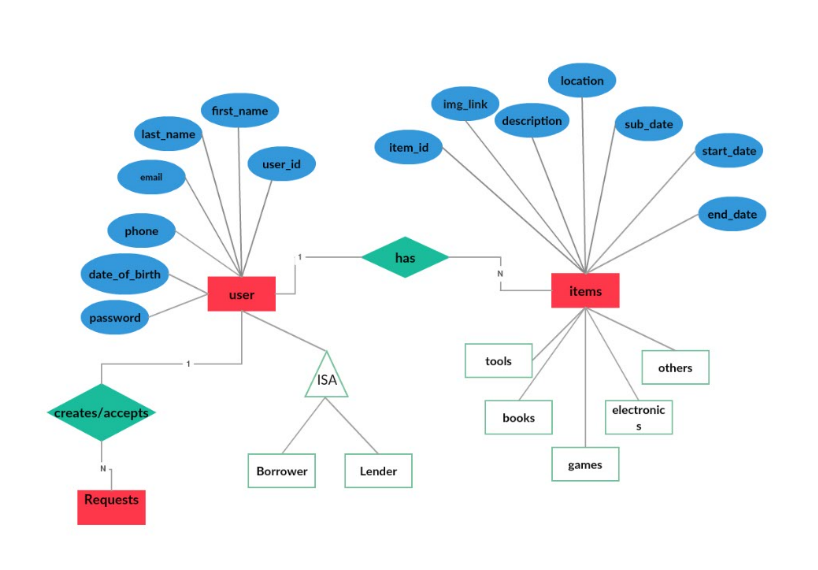 location
img_link
first_name
description
sub_date
last_name
item_id
start_date
user_id
email
end_date
phone
has
1
date_of_birth
N
user
items
password
tools
1
others
ISA
creates/accepts
books
electronic
s
games
N
Borrower
Lender
Requests